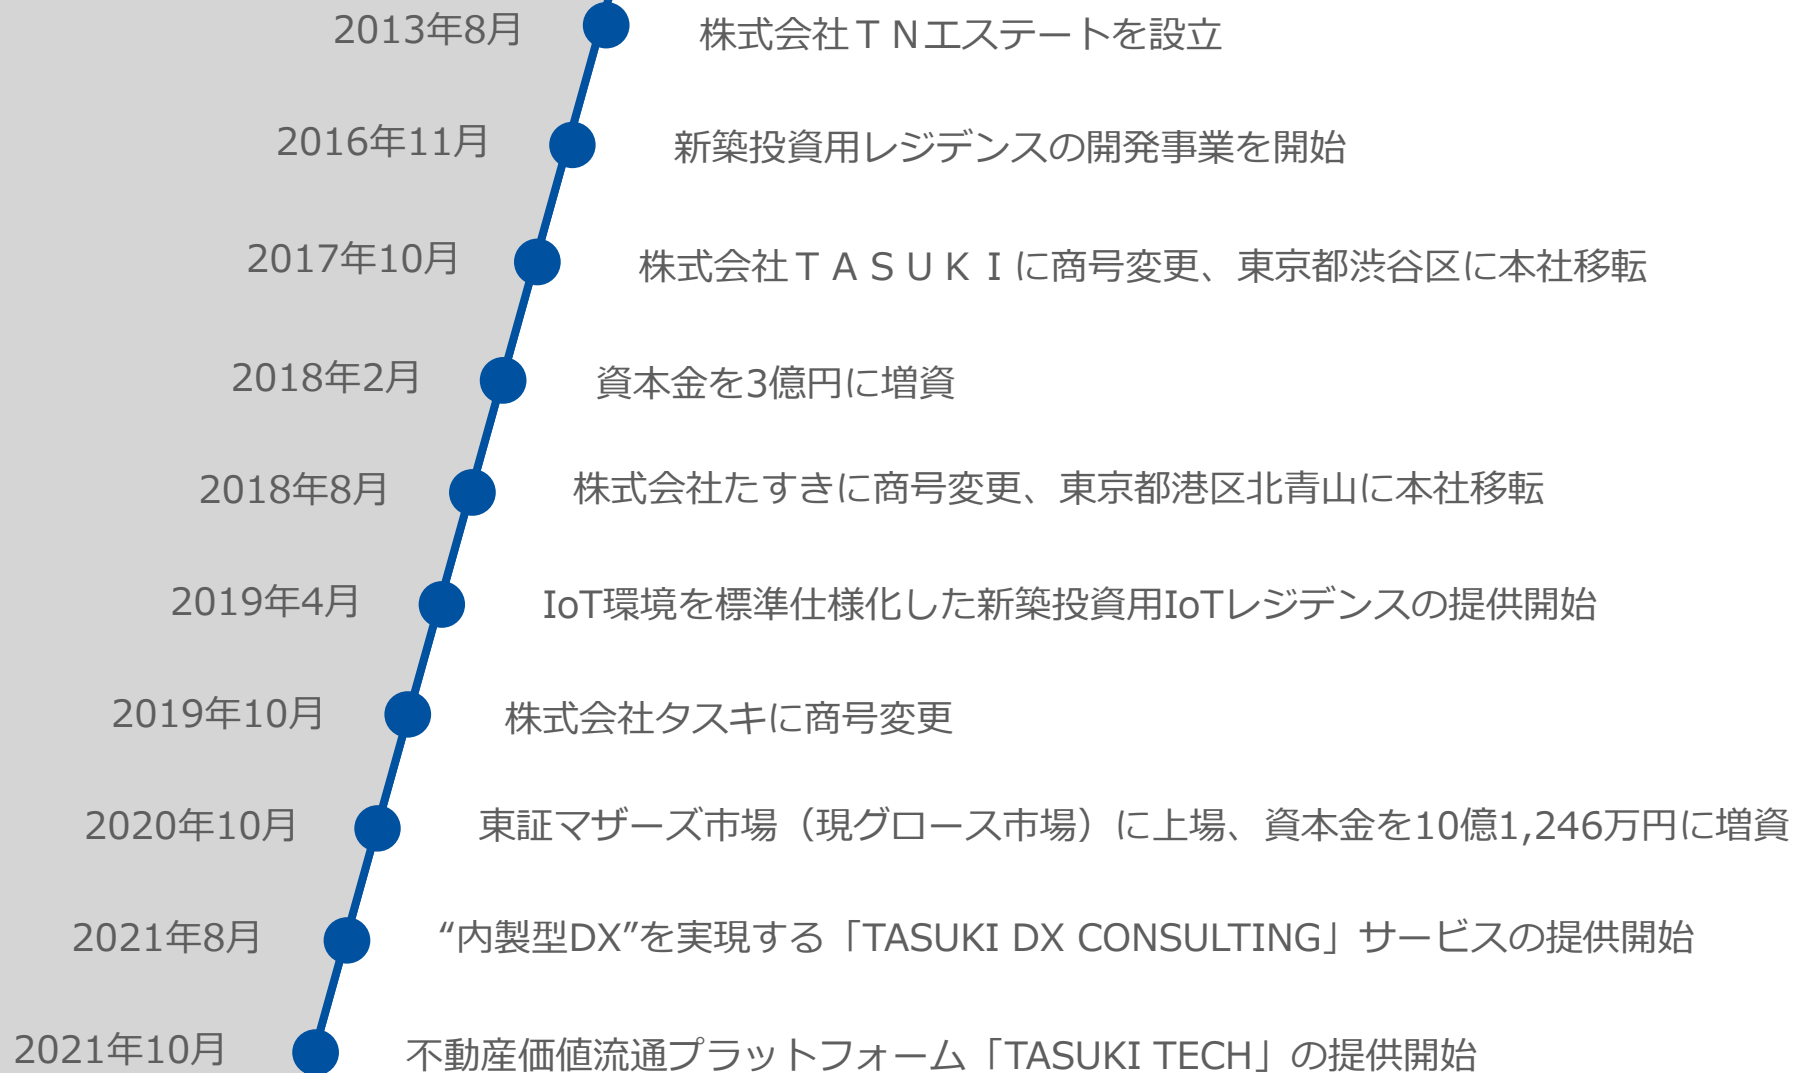 2013年8月 株式会社ＴＮエステートを設立
2016年11月 新築投資用レジデンスの開発事業を開始
2017年10月 株式会社ＴＡＳＵＫＩに商号変更、東京都渋谷区に本社移転
2018年2月 資本金を3億円に増資
2018年8月 株式会社たすきに商号変更、東京都港区北青山に本社移転
2019年4月 IoT環境を標準仕様化した新築投資用IoTレジデンスの提供開始
2019年10月 株式会社タスキに商号変更
2020年10月 東証マザーズ市場（現グロース市場）に上場、資本金を10億1,246万円に増資
2021年8月 “内製型DX”を実現する「TASUKI DX CONSULTING」サービスの提供開始
2021年10月 不動産価値流通プラットフォーム「TASUKI TECH」の提供開始